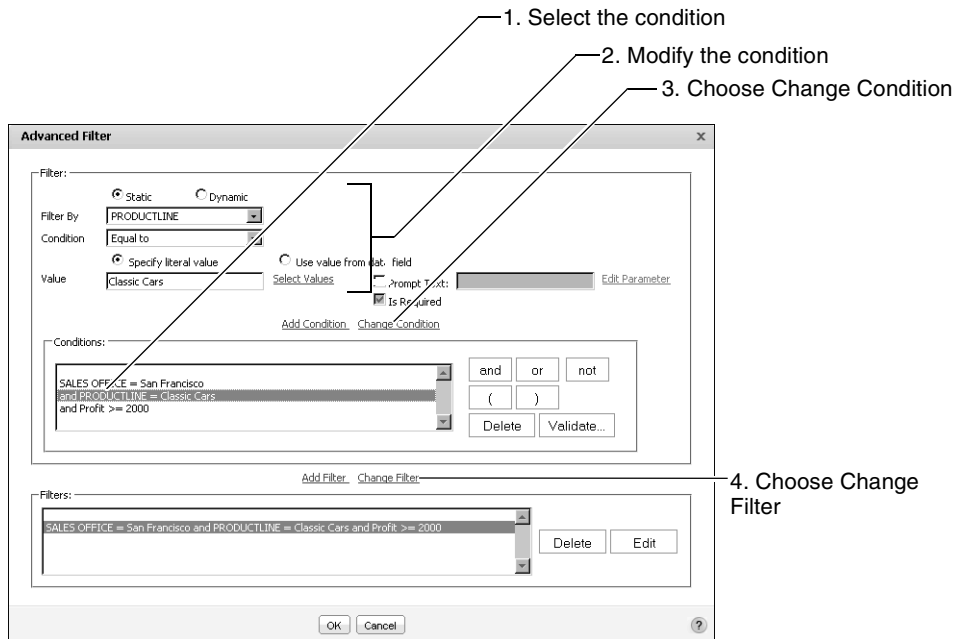 1. Select the condition
2. Modify the condition
3. Choose Change Condition
Advanced Filter x
Filter:
Static Dynamic
Filter By PRODUCTLINE
Condition Equal to
Specify literal value Use value from data field
Value Classic Cars Select Values Prompt Text: Edit Parameter
Is Required
Add Condition Change Condition
Conditions:
SALES OFFICE = San Francisco
and PRODUCTLINE = Classic Cars
and Profit >= 2000
and or not
( )
Delete Validate...
Add Filter Change Filter
4. Choose Change
Filter
Filters:
SALES OFFICE = San Francisco and PRODUCTLINE = Classic Cars and Profit >= 2000
Delete Edit
OK Cancel ?